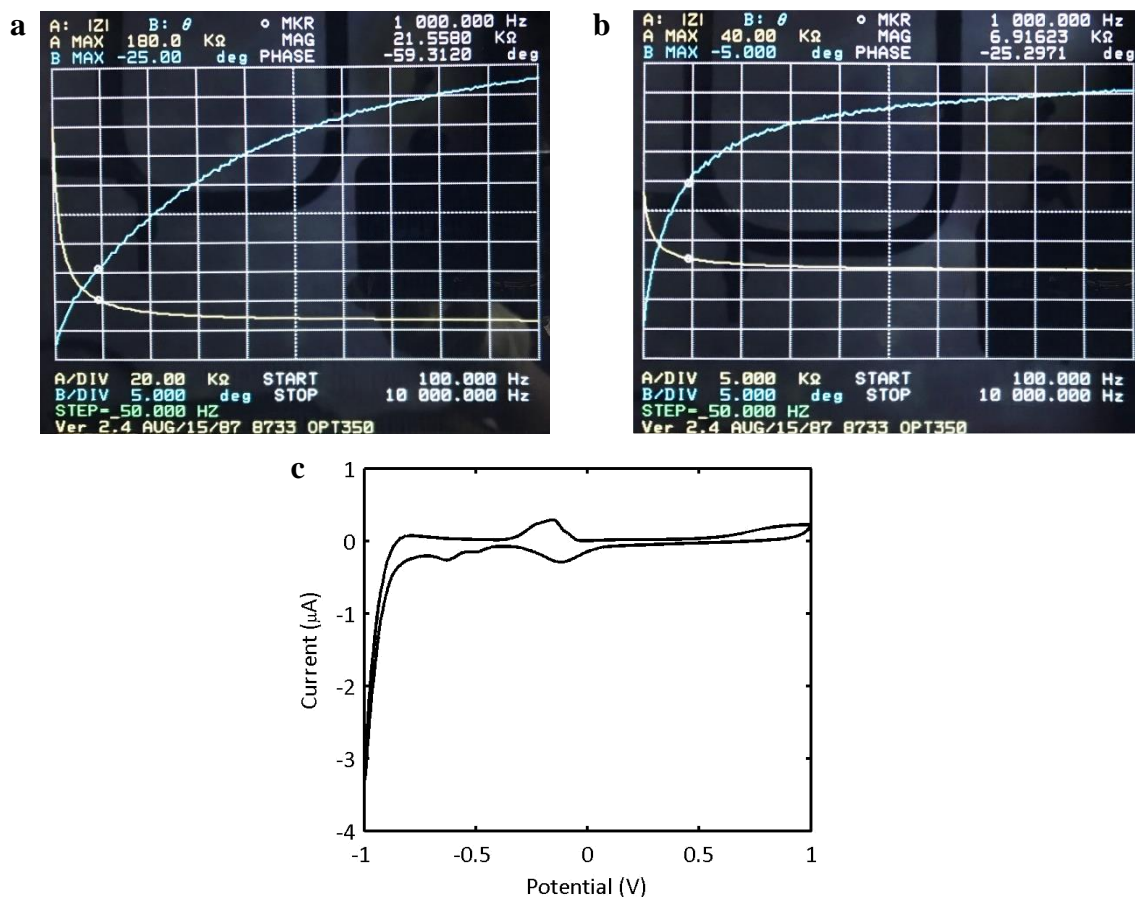 a
A: |Z| B: θ o MKR 1 000.000 Hz
A MAX 180.0 KΩ MAG 21.5580 KΩ
B MAX -25.00 deg PHASE -59.3120 deg
A/DIV 20.00 KΩ START 100.000 Hz
B/DIV 5.000 deg STOP 10 000.000 Hz
STEP= 50.000 HZ
Ver 2.4 AUG/15/87 8733 OPT350
b
A: |Z| B: θ o MKR 1 000.000 Hz
A MAX 40.00 KΩ MAG 6.91623 KΩ
B MAX -5.000 deg PHASE -25.2971 deg
A/DIV 5.000 KΩ START 100.000 Hz
B/DIV 5.000 deg STOP 10 000.000 Hz
STEP= 50.000 HZ
Ver 2.4 AUG/15/87 8733 OPT350
c
1
0
-1
-2
-3
-4
Current (μA)
-1 -0.5 0 0.5 1
Potential (V)